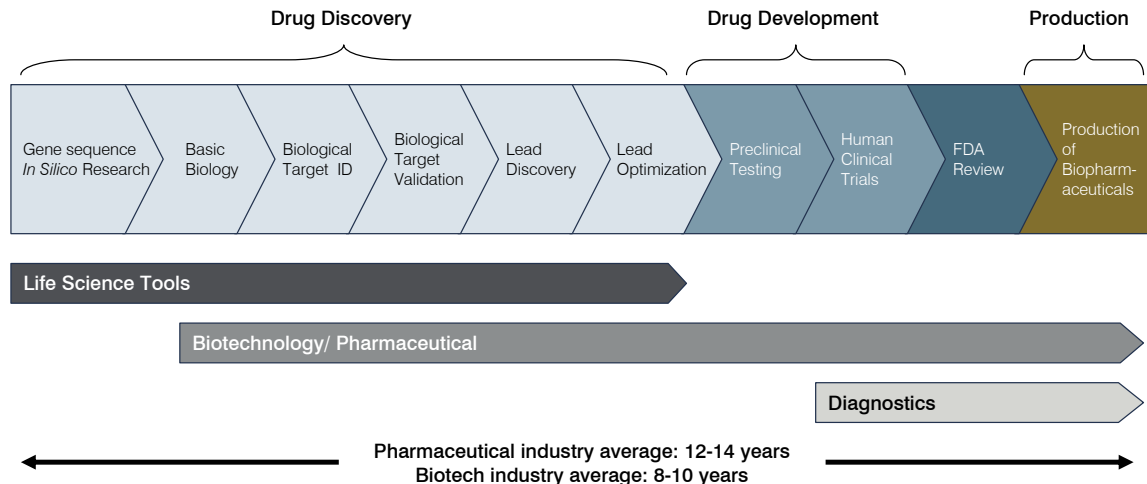 Drug Discovery
Drug Development
Production
Gene sequence
In Silico Research
Basic
Biology
Biological
Target ID
Biological
Target
Validation
Lead
Discovery
Lead
Optimization
Preclinical
Testing
Human
Clinical
Trials
FDA
Review
Production
of
Biopharm-
aceuticals
Life Science Tools
Biotechnology/ Pharmaceutical
Diagnostics
Pharmaceutical industry average: 12-14 years
Biotech industry average: 8-10 years